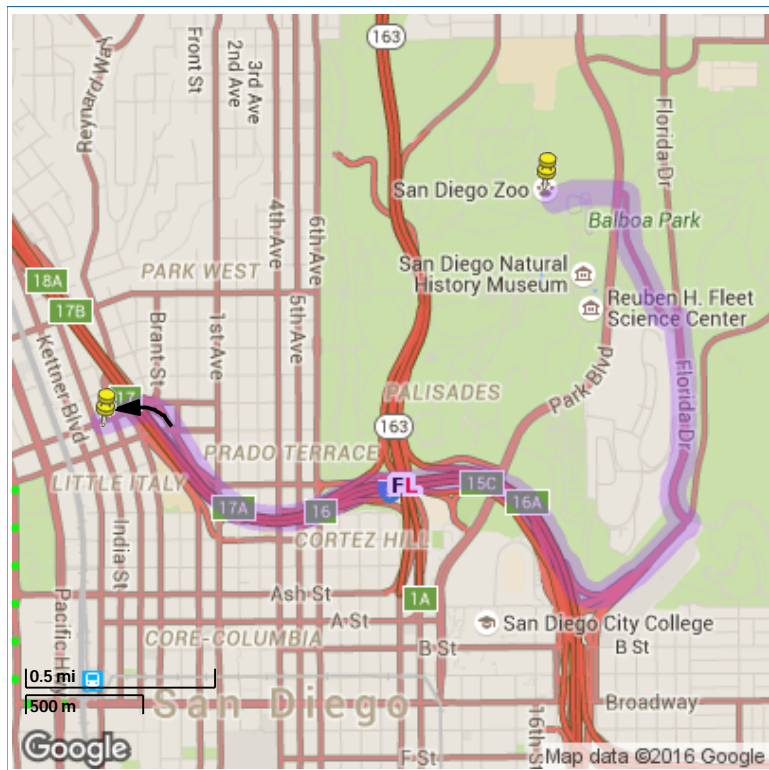 163
Reynard Way
Front St
2nd Ave
3rd Ave
Florida Dr
San Diego Zoo
4th Ave
6th Ave
Balboa Park
PARK WEST
San Diego Natural
History Museum
18A
17B
Reuben H. Fleet
Science Center
Kettner Blvd
Brant St
1st Ave
5th Ave
Park Blvd
Florida Dr
PALISADES
17
163
PRADO TERRACE
LITTLE ITALY
FL
15C
17A
16
16A
CORTEZ HILL
India St
Ash St
1A
Pacific Hwy
A St
San Diego City College
CORE-COLUMBIA
B St
B St
0.5 mi
500 m
San Diego
Broadway
16th St
Google
F St
Map data ©2016 Google